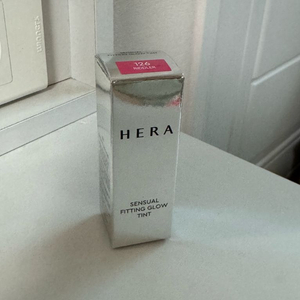 126
HERA
SENSUAL
FITTING GLOW
TINT